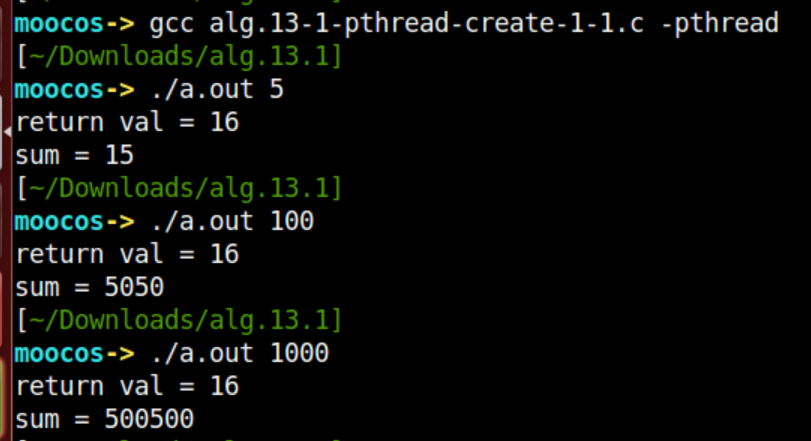 moocos-> gcc alg.13-1-pthread-create-1-1.c -pthread
[~/Downloads/alg.13.1]
moocos-> ./a.out 5
return val = 16
sum = 15
[~/Downloads/alg.13.1]
moocos-> ./a.out 100
return val = 16
sum = 5050
[~/Downloads/alg.13.1]
moocos-> ./a.out 1000
return val = 16
sum = 500500